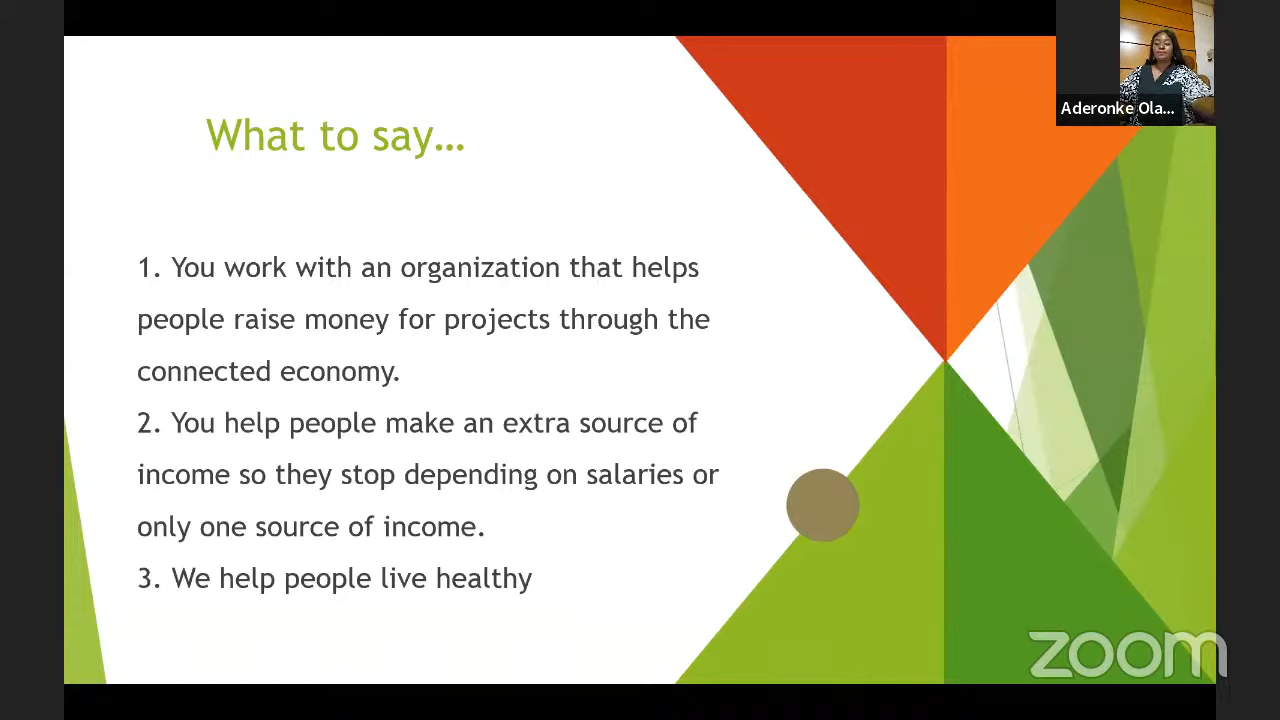 Aderonke Ola...
What to say…
1. You work with an organization that helps
people raise money for projects through the
connected economy.
2. You help people make an extra source of
income so they stop depending on salaries or
only one source of income.
3. We help people live healthy
zoom